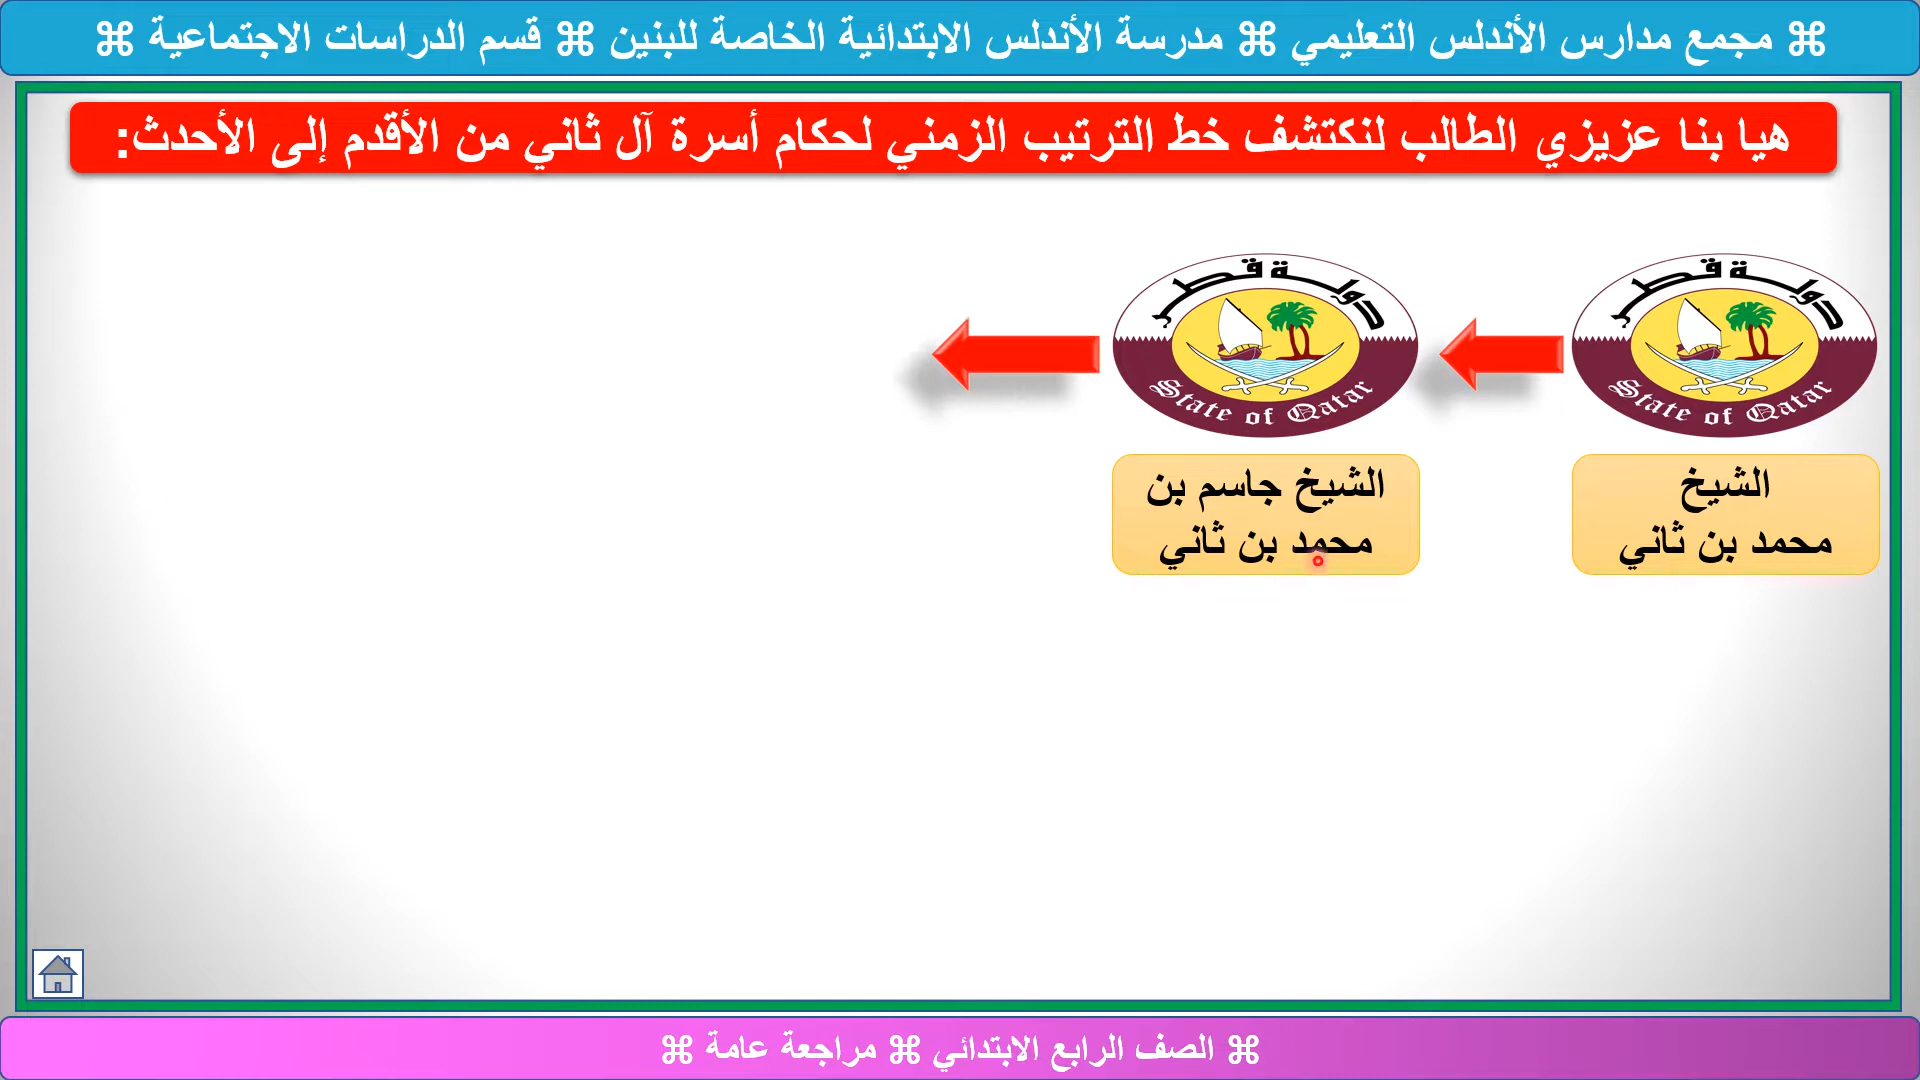 ⌘ مجمع مدارس الأندلس التعليمي ⌘ مدرسة الأندلس الابتدائية الخاصة للبنين ⌘ قسم الدراسات الاجتماعية ⌘
هيا بنا عزيزي الطالب لنكتشف خط الترتيب الزمني لحكام أسرة آل ثاني من الأقدم إلى الأحدث:
دولة قطر
State of Qatar
الشيخ
محمد بن ثاني
دولة قطر
State of Qatar
الشيخ جاسم بن
محمد بن ثاني
⌘ الصف الرابع الابتدائي ⌘ مراجعة عامة ⌘